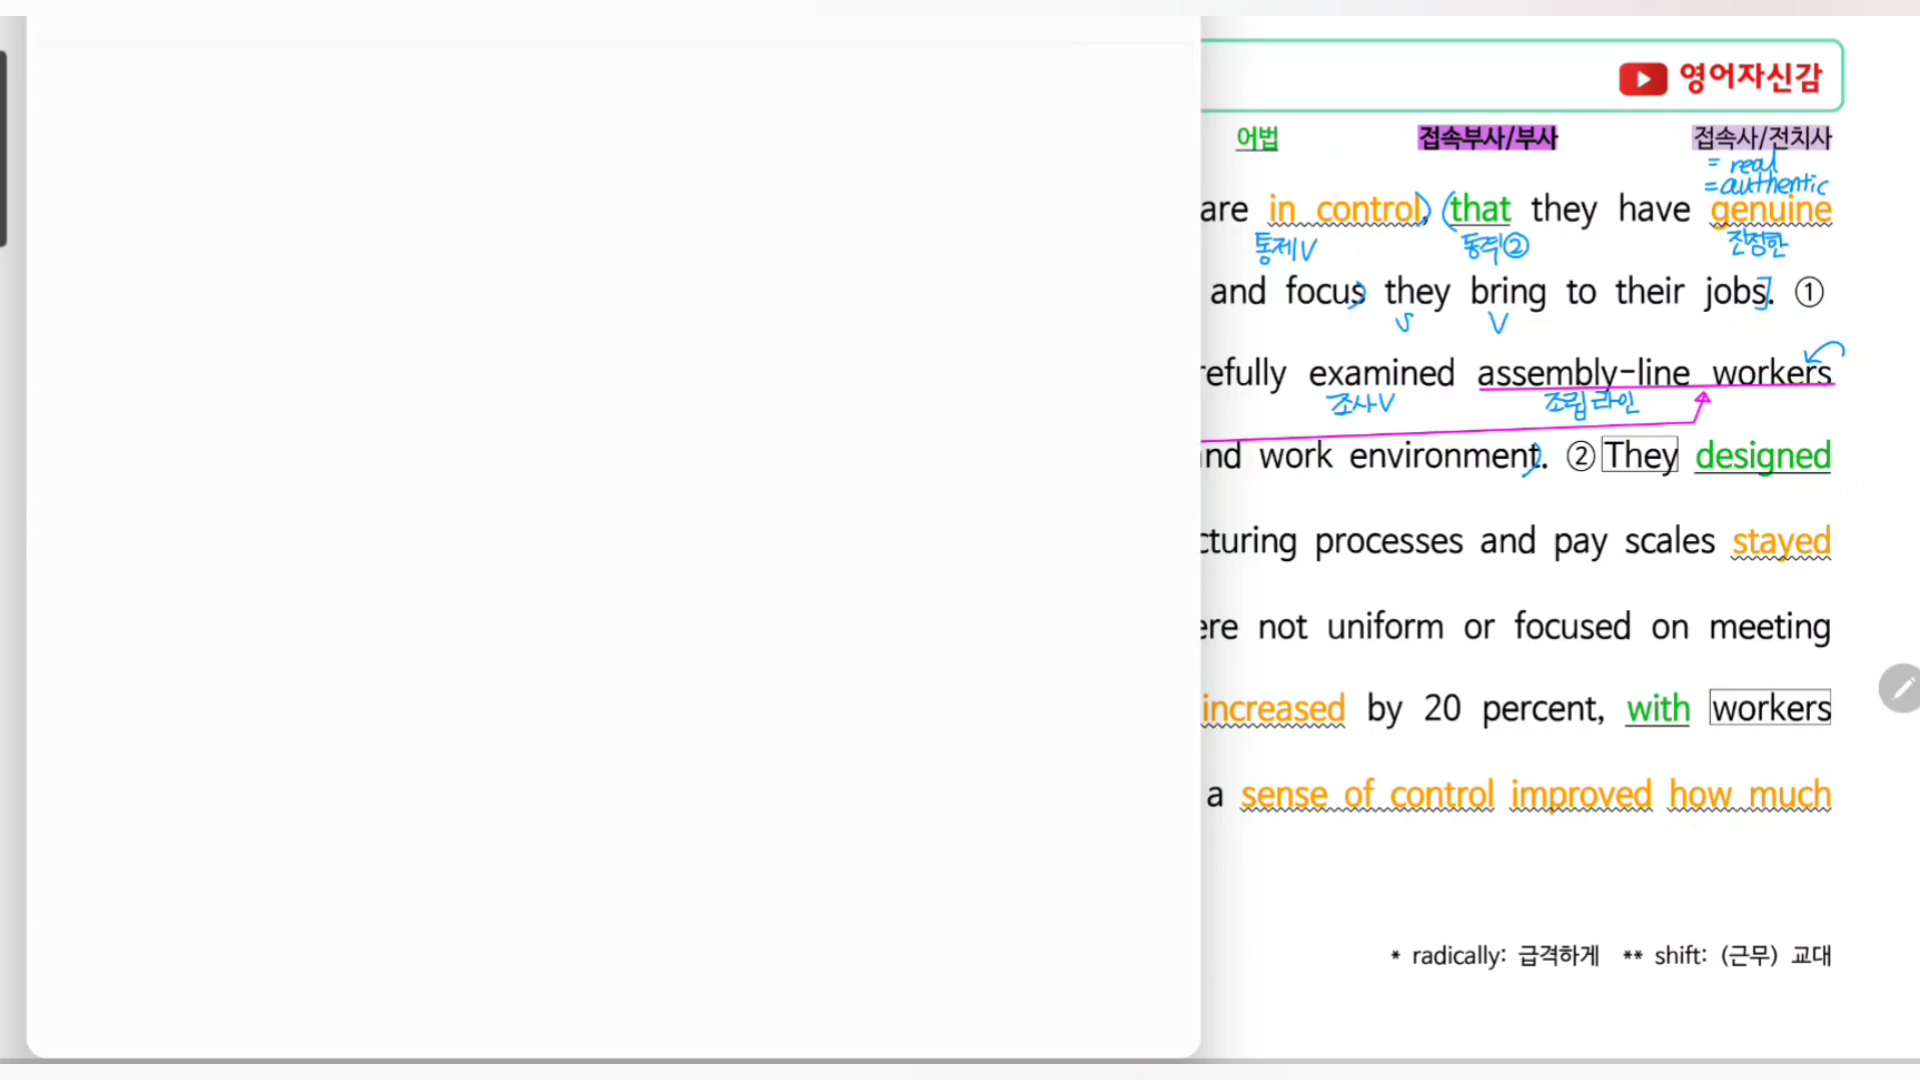 영어자신감
어법 접속부사/부사 접속사/전치사
= real
= authentic
are in control, (that they have genuine
통제V 동격② 진정한
and focus) they bring to their jobs]. ①
S V
efully examined assembly-line workers
조사V 조립라인
nd work environment). ② They designed
cturing processes and pay scales stayed
ere not uniform or focused on meeting
increased by 20 percent, with workers
a sense of control improved how much
* radically: 급격하게 ** shift: (근무) 교대